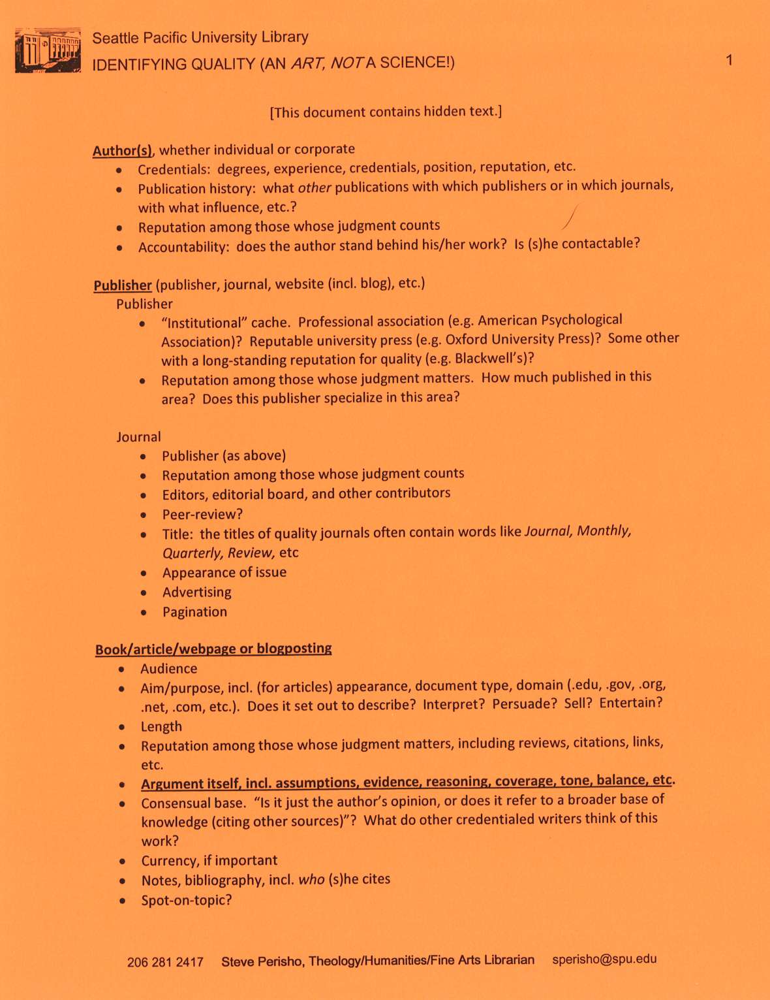 Seattle Pacific University Library
IDENTIFYING QUALITY (AN ART, NOT A SCIENCE!)
1
[This document contains hidden text.]
Author(s), whether individual or corporate
• Credentials: degrees, experience, credentials, position, reputation, etc.
• Publication history: what other publications with which publishers or in which journals,
with what influence, etc.?
• Reputation among those whose judgment counts
• Accountability: does the author stand behind his/her work? Is (s)he contactable?
Publisher (publisher, journal, website (incl. blog), etc.)
Publisher
• “Institutional” cache. Professional association (e.g. American Psychological
Association)? Reputable university press (e.g. Oxford University Press)? Some other
with a long-standing reputation for quality (e.g. Blackwell’s)?
• Reputation among those whose judgment matters. How much published in this
area? Does this publisher specialize in this area?
Journal
• Publisher (as above)
• Reputation among those whose judgment counts
• Editors, editorial board, and other contributors
• Peer-review?
• Title: the titles of quality journals often contain words like Journal, Monthly,
Quarterly, Review, etc
• Appearance of issue
• Advertising
• Pagination
Book/article/webpage or blogposting
• Audience
• Aim/purpose, incl. (for articles) appearance, document type, domain (.edu, .gov, .org,
.net, .com, etc.). Does it set out to describe? Interpret? Persuade? Sell? Entertain?
• Length
• Reputation among those whose judgment matters, including reviews, citations, links,
etc.
• Argument itself, incl. assumptions, evidence, reasoning, coverage, tone, balance, etc.
• Consensual base. “Is it just the author’s opinion, or does it refer to a broader base of
knowledge (citing other sources)”? What do other credentialed writers think of this
work?
• Currency, if important
• Notes, bibliography, incl. who (s)he cites
• Spot-on-topic?
206 281 2417 Steve Perisho, Theology/Humanities/Fine Arts Librarian sperisho@spu.edu